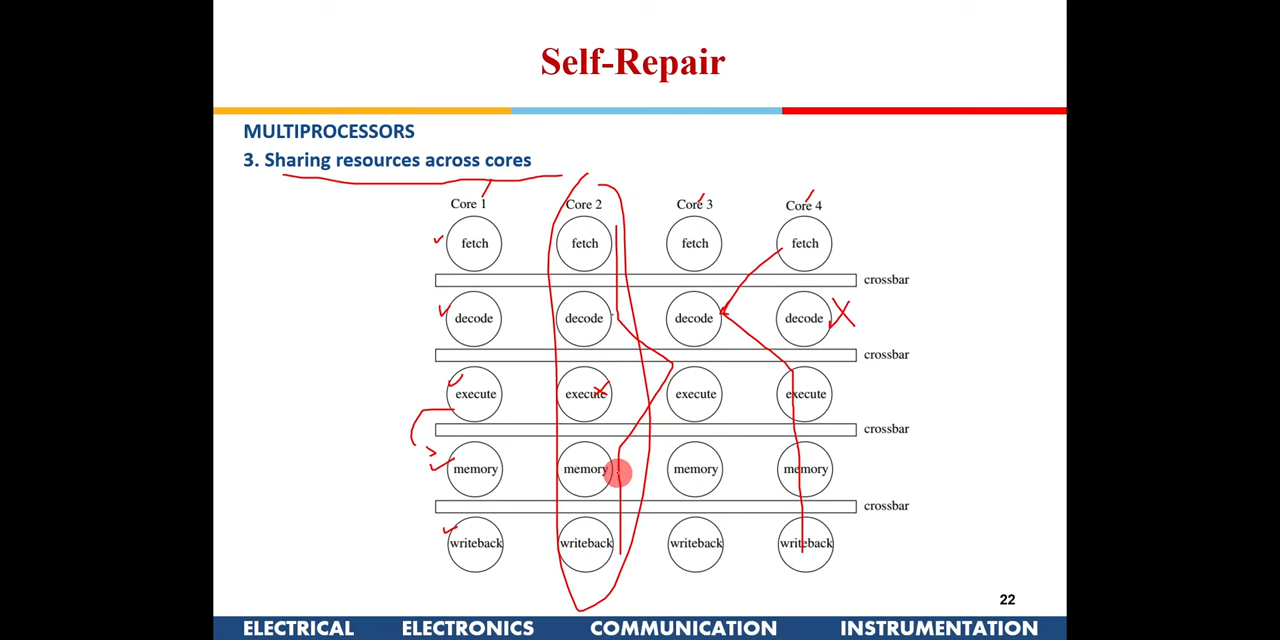 Self-Repair
MULTIPROCESSORS
3. Sharing resources across cores
Core 1 Core 2 Core 3 Core 4
fetch fetch fetch fetch
crossbar
decode decode decode decode
crossbar
execute execute execute execute
crossbar
memory memory memory memory
crossbar
writeback writeback writeback writeback
22
ELECTRICAL ELECTRONICS COMMUNICATION INSTRUMENTATION